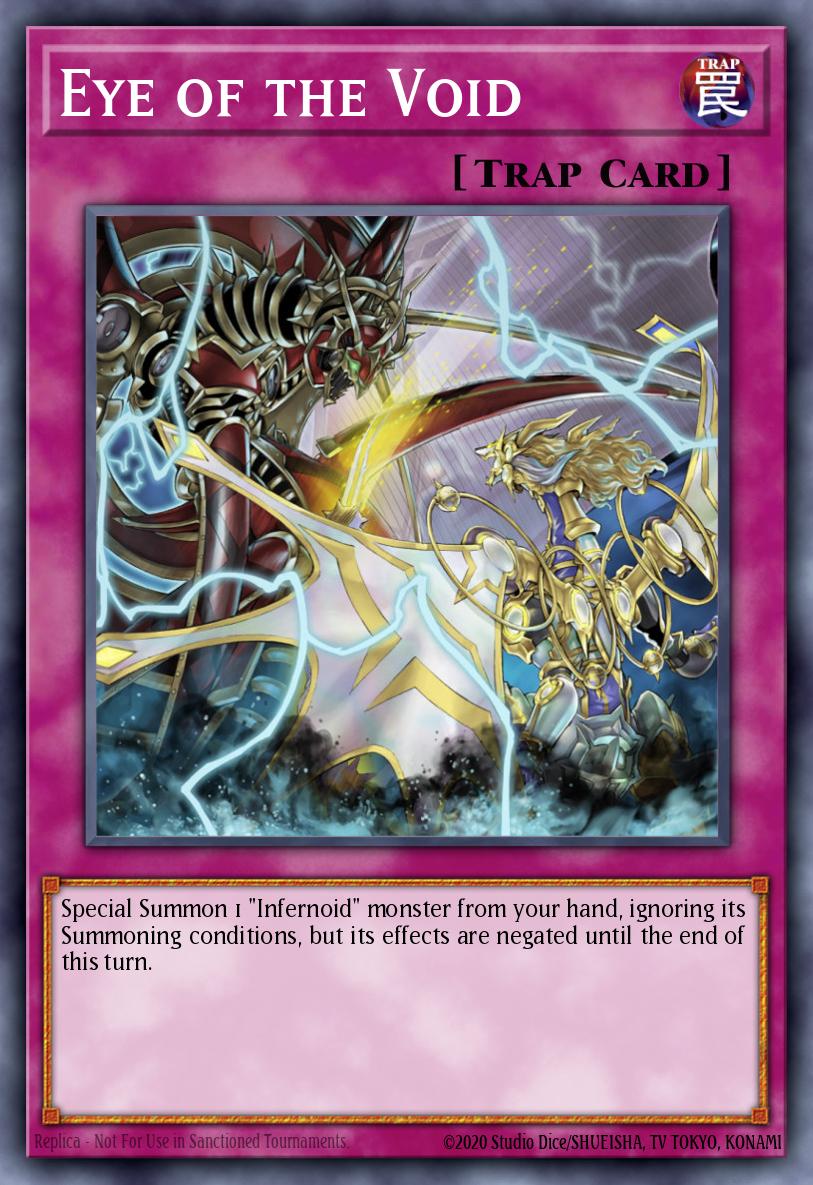 Eye of the Void
TRAP
罠
[Trap Card]
Special Summon 1 "Infernoid" monster from your hand, ignoring its
Summoning conditions, but its effects are negated until the end of
this turn.
Replica - Not For Use in Sanctioned Tournaments.
©2020 Studio Dice/SHUEISHA, TV TOKYO, KONAMI